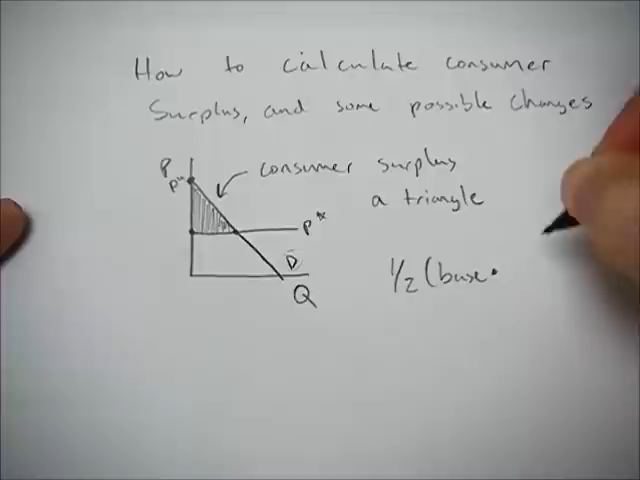 How to calculate consumer
Surplus, and some possible changes
P
consumer surplus
a triangle
P*
D
Q
1/2 (base •